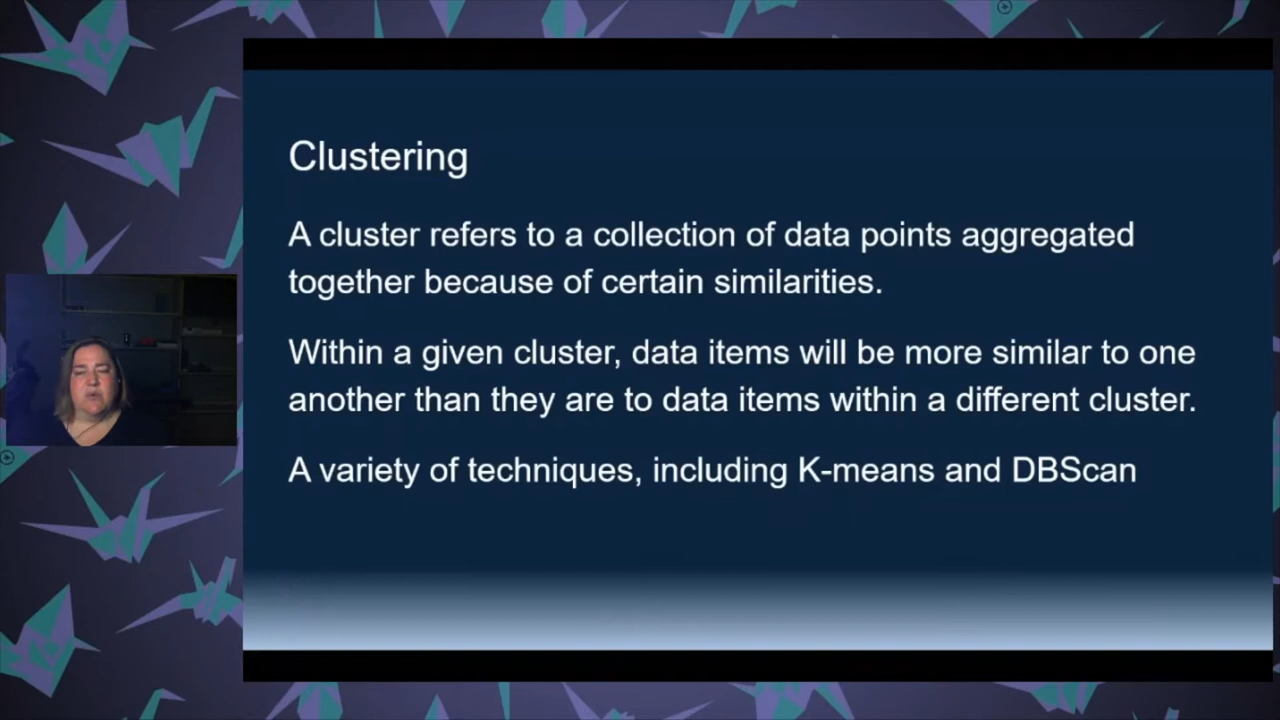 Clustering
A cluster refers to a collection of data points aggregated
together because of certain similarities.
Within a given cluster, data items will be more similar to one
another than they are to data items within a different cluster.
A variety of techniques, including K-means and DBScan